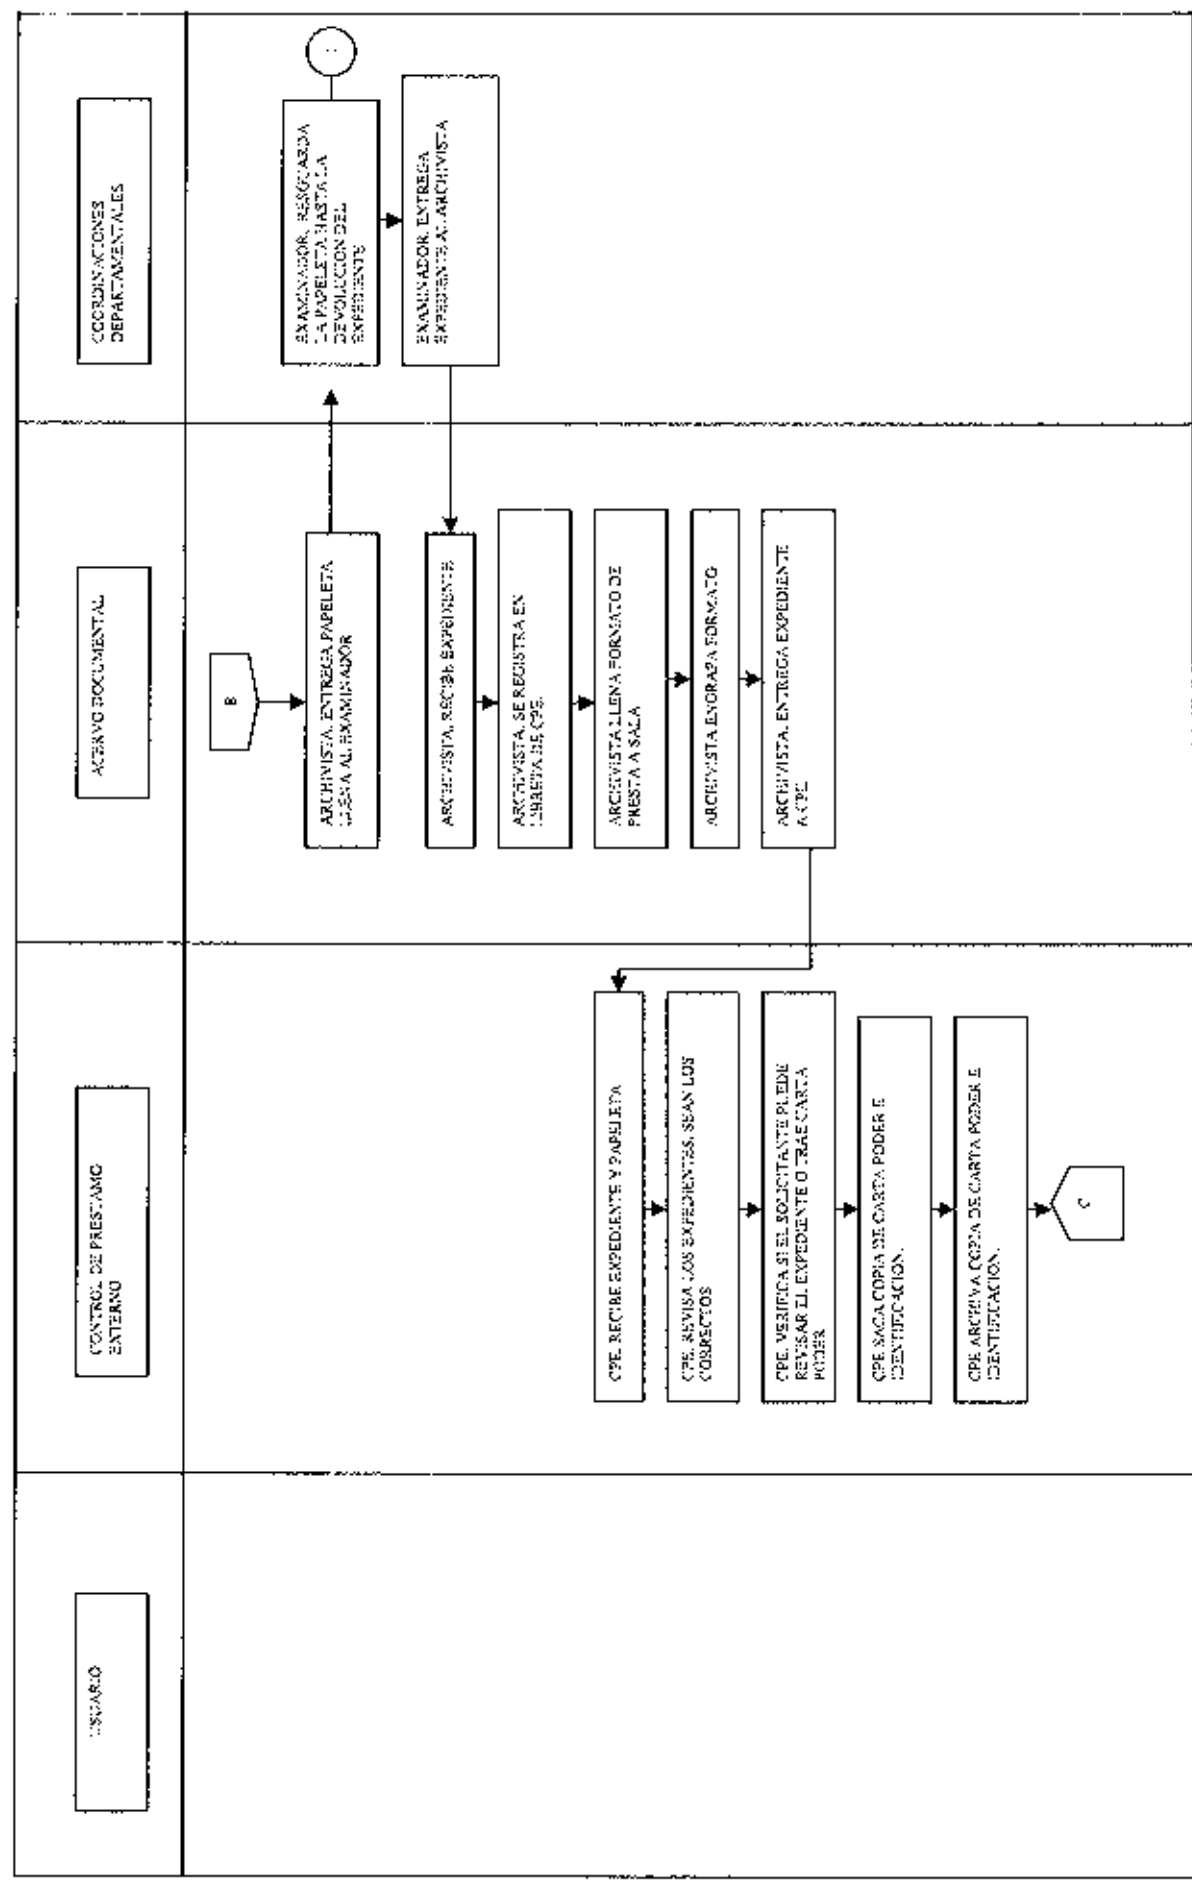 USUARIO
CONTROL DE PRESTAMO
EXTERNO
ACERVO DOCUMENTAL
COORDINACIONES
DEPARTAMENTALES
B
ARCHIVISTA, ENTREGA PAPELETA
LLENA AL EXAMINADOR
EXAMINADOR, RESGUARDA
LA PAPELETA HASTA LA
DEVOLUCION DEL
EXPEDIENTE
EXAMINADOR, ENTREGA
EXPEDIENTE AL ARCHIVISTA
ARCHIVISTA, RECIBE EXPEDIENTE
ARCHIVISTA, SE REGISTRA EN
LIBRETA DE CPE.
ARCHIVISTA LLENA FORMATO DE
PRESTA A SALA
ARCHIVISTA ENGRAPA FORMATO
ARCHIVISTA, ENTREGA EXPEDIENTE
A CPE
CPE, RECIBE EXPEDIENTE Y PAPELETA
CPE, REVISA LOS EXPEDIENTES, SEAN LOS
CORRECTOS
CPE, VERIFICA SI EL SOLICITANTE PUEDE
REVISAR EL EXPEDIENTE O TRAE CARTA
PODER
CPE, SACA COPIA DE CARTA PODER E
IDENTIFICACION.
CPE ARCHIVA COPIA DE CARTA PODER E
IDENTIFICACION.
C